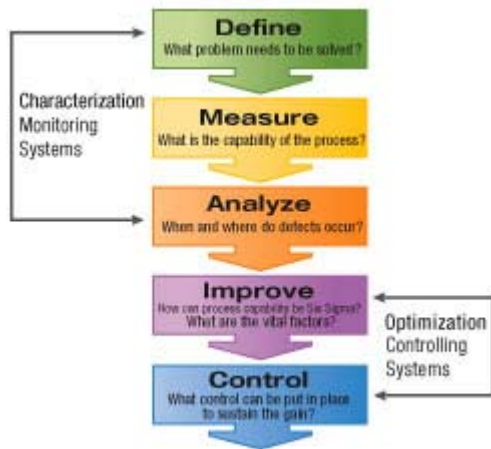 Define
What problem needs to be solved?
Characterization
Monitoring
Systems
Measure
What is the capability of the process?
Analyze
When and where do defects occur?
Improve
How can process capability be Six Sigma?
What are the vital factors?
Optimization
Controlling
Systems
Control
What control can be put in place
to sustain the gain?